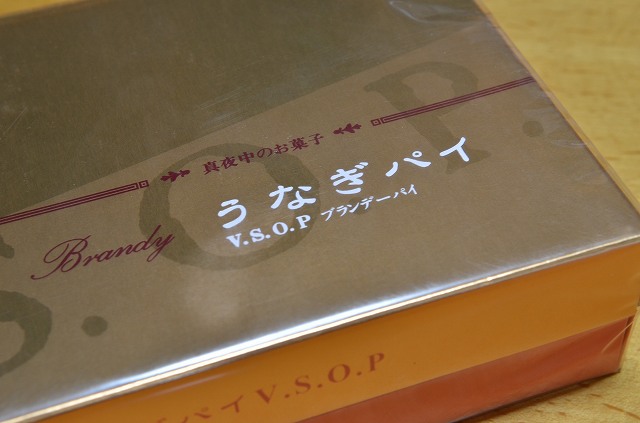 S.O.P.
真夜中のお菓子
うなぎパイ
V.S.O.P ブランデーパイ
Brandy
パイV.S.O.P